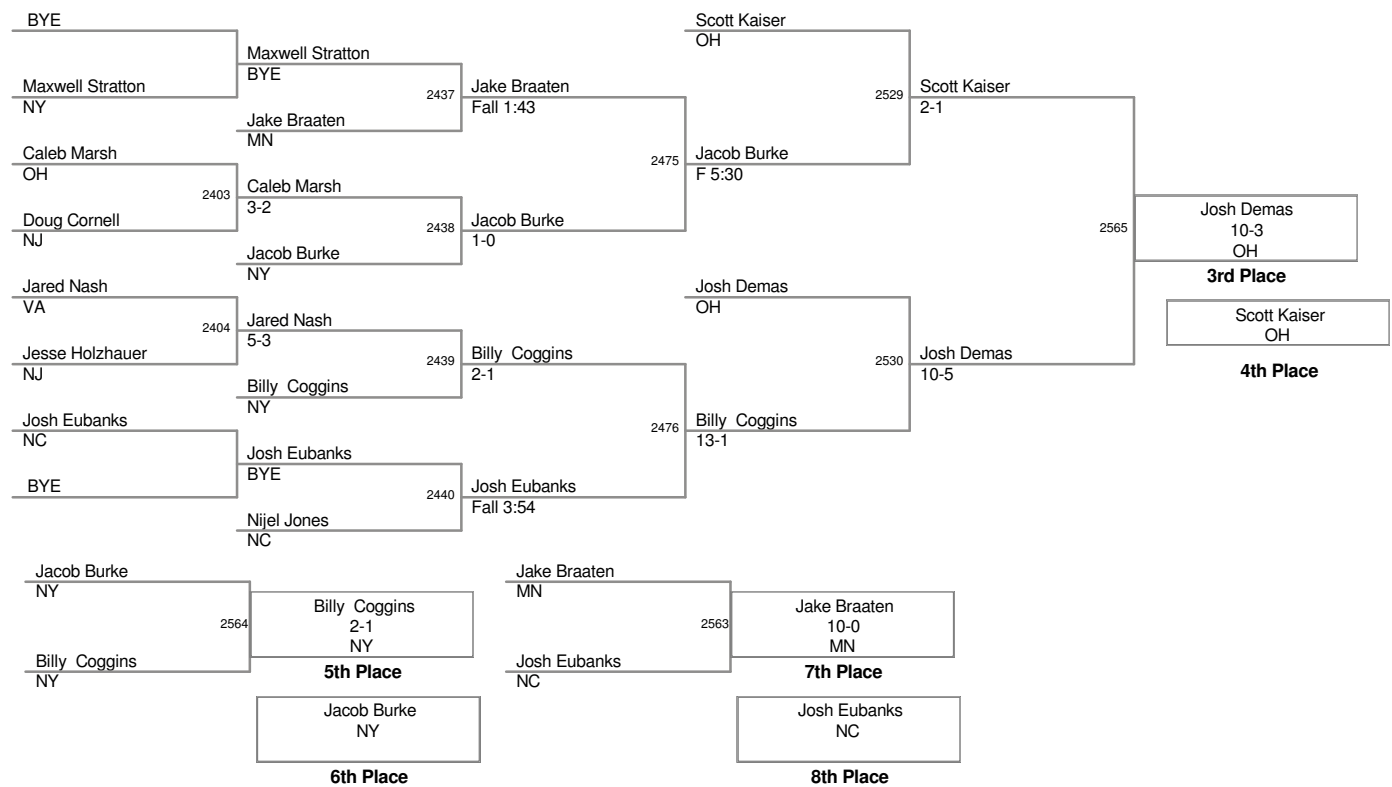 BYE
Maxwell Stratton
NY
Caleb Marsh
OH
2403
Doug Cornell
NJ
Jared Nash
VA
2404
Jesse Holzhauer
NJ
Josh Eubanks
NC
BYE
Maxwell Stratton
BYE
2437
Jake Braaten
MN
Caleb Marsh
3-2
2438
Jacob Burke
NY
Jared Nash
5-3
2439
Billy Coggins
NY
Josh Eubanks
BYE
2440
Nijel Jones
NC
Jake Braaten
Fall 1:43
2475
Jacob Burke
1-0
Billy Coggins
2-1
2476
Josh Eubanks
Fall 3:54
Scott Kaiser
OH
2529
Jacob Burke
F 5:30
Josh Demas
OH
2530
Billy Coggins
13-1
Scott Kaiser
2-1
2565
Josh Demas
10-5
Josh Demas
10-3
OH
3rd Place
Scott Kaiser
OH
4th Place
Jacob Burke
NY
2564
Billy Coggins
NY
Billy Coggins
2-1
NY
5th Place
Jacob Burke
NY
6th Place
Jake Braaten
MN
2563
Josh Eubanks
NC
Jake Braaten
10-0
MN
7th Place
Josh Eubanks
NC
8th Place